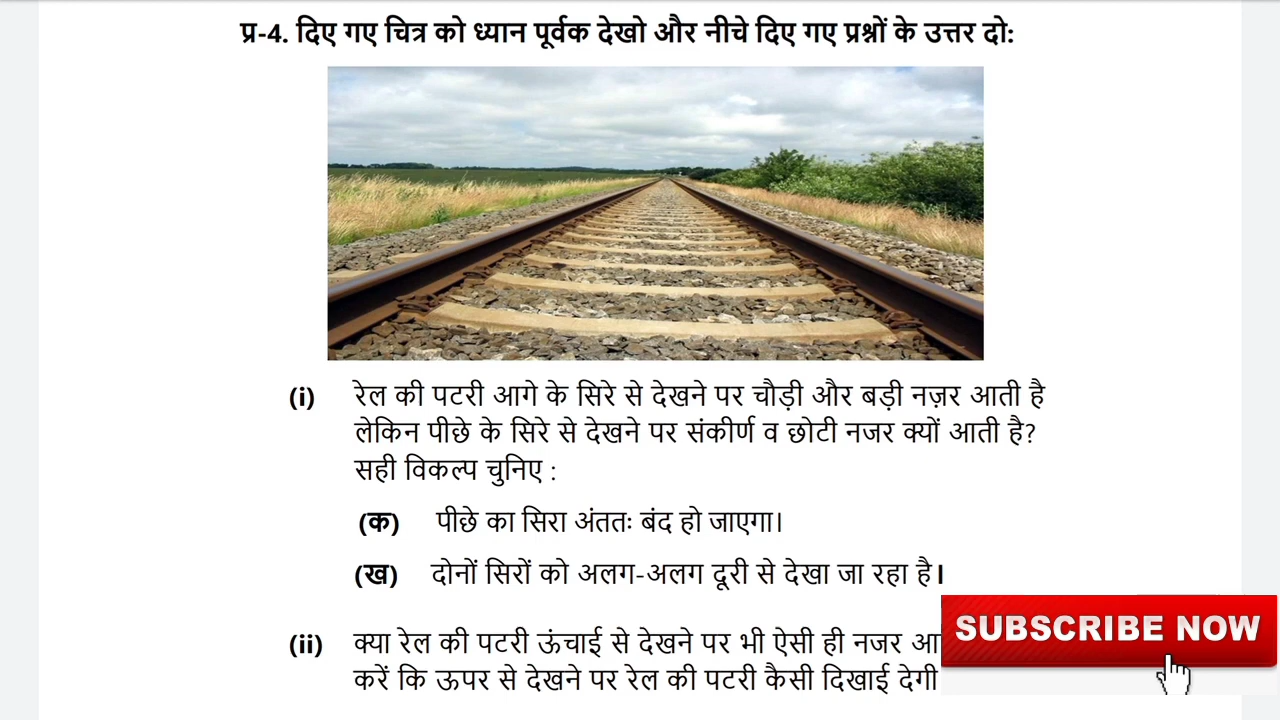 प्र-4. दिए गए चित्र को ध्यान पूर्वक देखो और नीचे दिए गए प्रश्नों के उत्तर दो:
(i) रेल की पटरी आगे के सिरे से देखने पर चौड़ी और बड़ी नज़र आती है
लेकिन पीछे के सिरे से देखने पर संकीर्ण व छोटी नजर क्यों आती है?
सही विकल्प चुनिए :
(क) पीछे का सिरा अंततः बंद हो जाएगा।
(ख) दोनों सिरों को अलग-अलग दूरी से देखा जा रहा है।
(ii) क्या रेल की पटरी ऊंचाई से देखने पर भी ऐसी ही नजर
करें कि ऊपर से देखने पर रेल की पटरी कैसी दिखाई देगी
SUBSCRIBE NOW